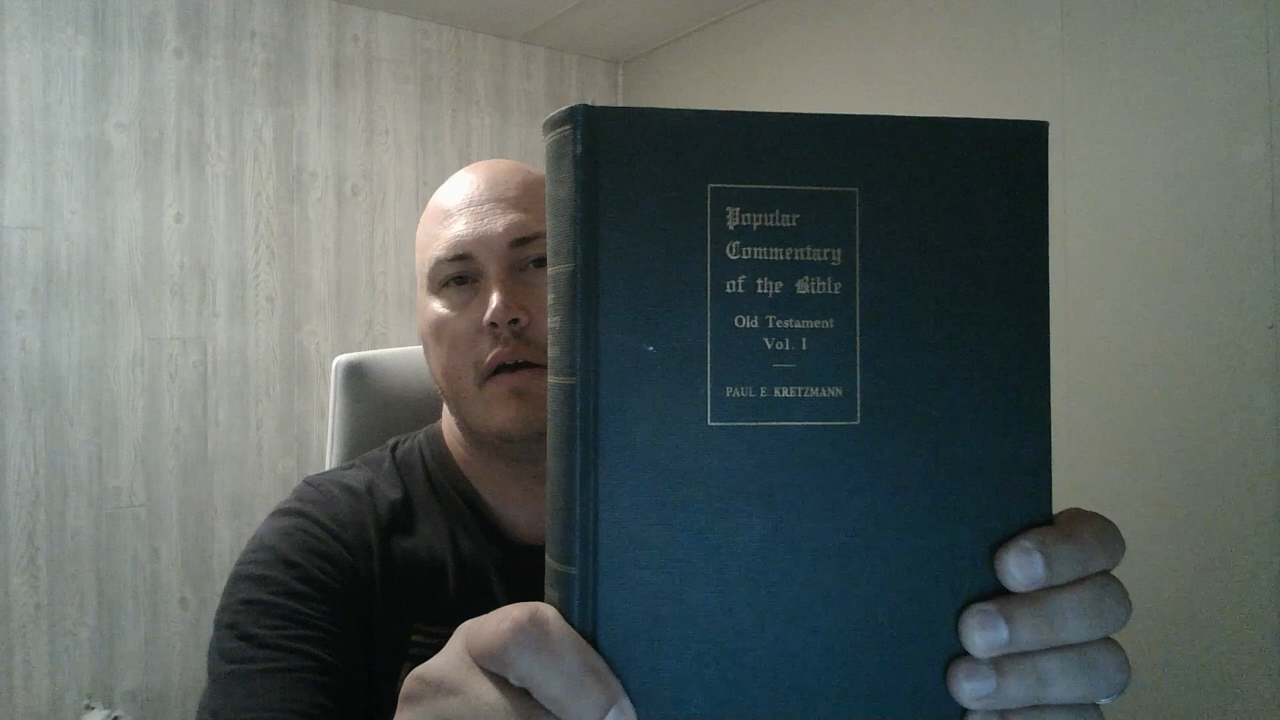 Popular
Commentary
of the Bible
Old Testament
Vol. I
PAUL E. KRETZMANN